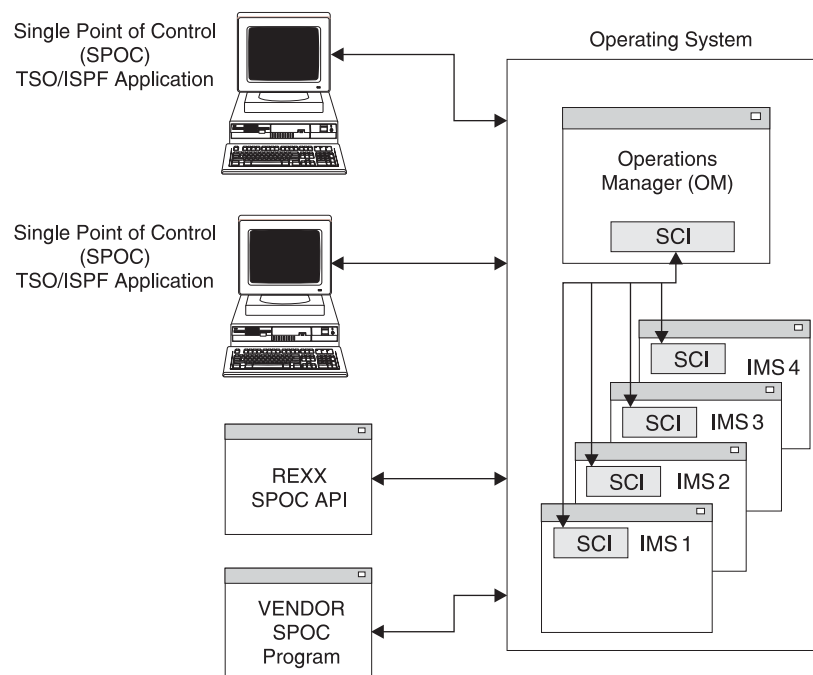 Single Point of Control
(SPOC)
TSO/ISPF Application
Single Point of Control
(SPOC)
TSO/ISPF Application
REXX
SPOC API
VENDOR
SPOC
Program
Operating System
Operations
Manager (OM)
SCI
SCI IMS 4
SCI IMS 3
SCI IMS 2
SCI IMS 1